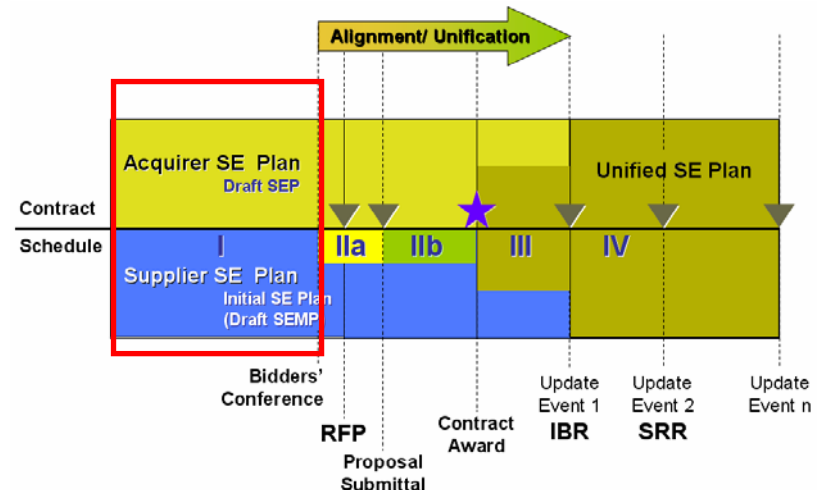 Alignment/ Unification
Acquirer SE Plan
Draft SEP
Unified SE Plan
Contract
Schedule
I
IIa
IIb
III
IV
Supplier SE Plan
Initial SE Plan
(Draft SEMP
Bidders'
Conference
RFP
Proposal
Submittal
Contract
Award
Update
Event 1
IBR
Update
Event 2
SRR
Update
Event n